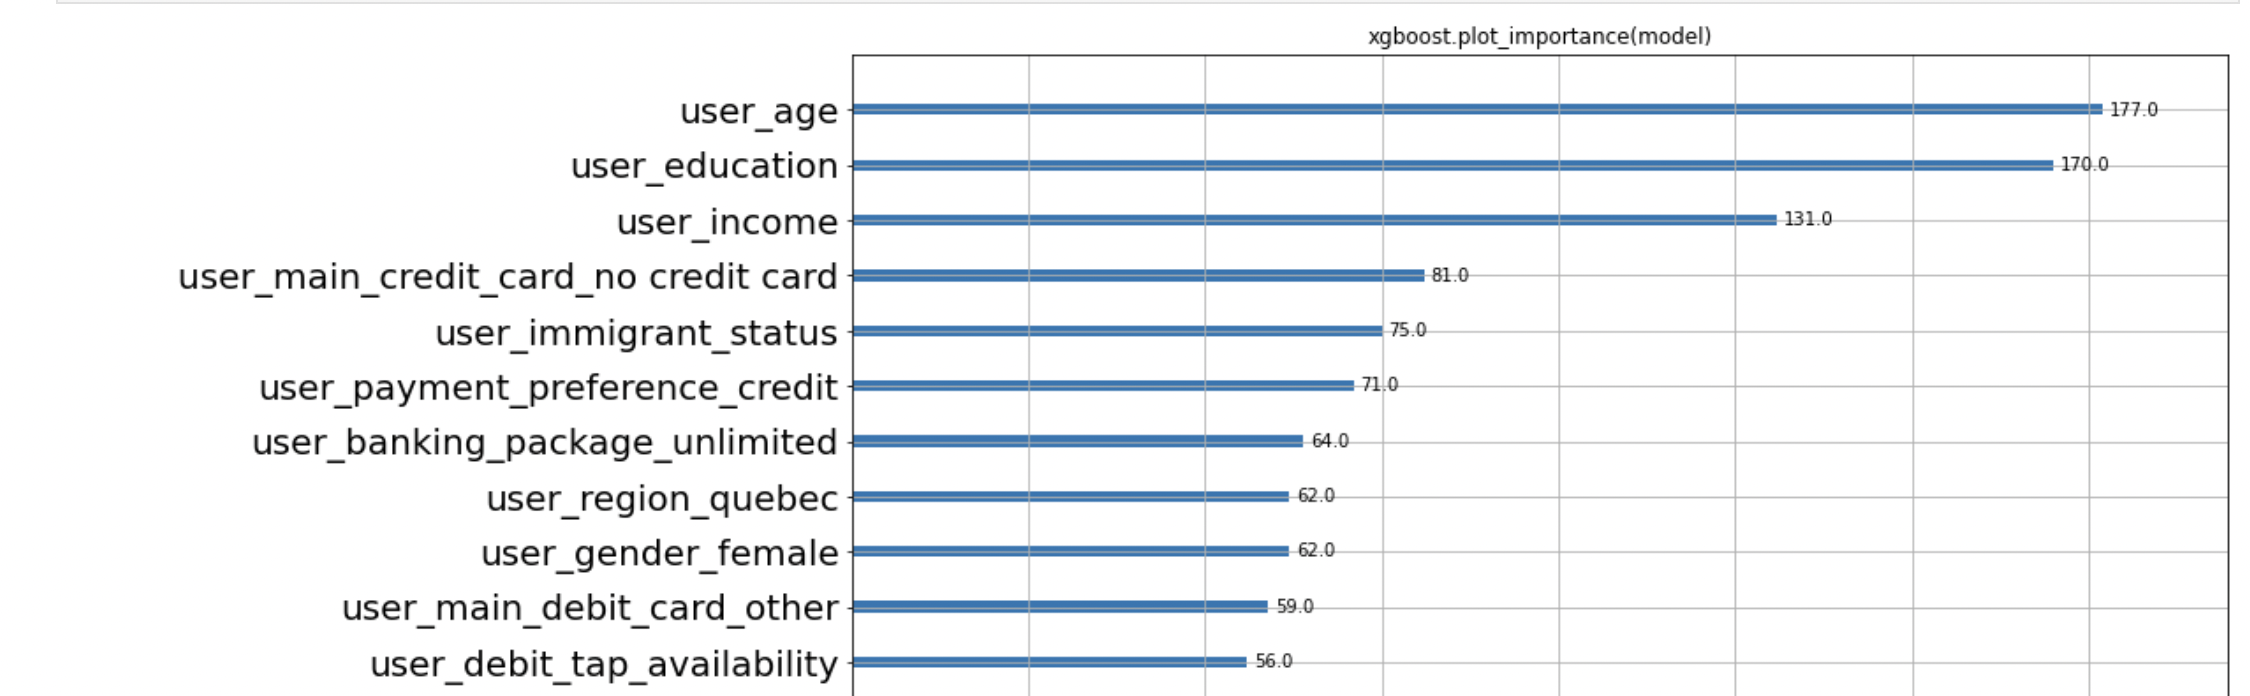 xgboost.plot_importance(model)
user_age 177.0
user_education 170.0
user_income 131.0
user_main_credit_card_no credit card 81.0
user_immigrant_status 75.0
user_payment_preference_credit 71.0
user_banking_package_unlimited 64.0
user_region_quebec 62.0
user_gender_female 62.0
user_main_debit_card_other 59.0
user_debit_tap_availability 56.0